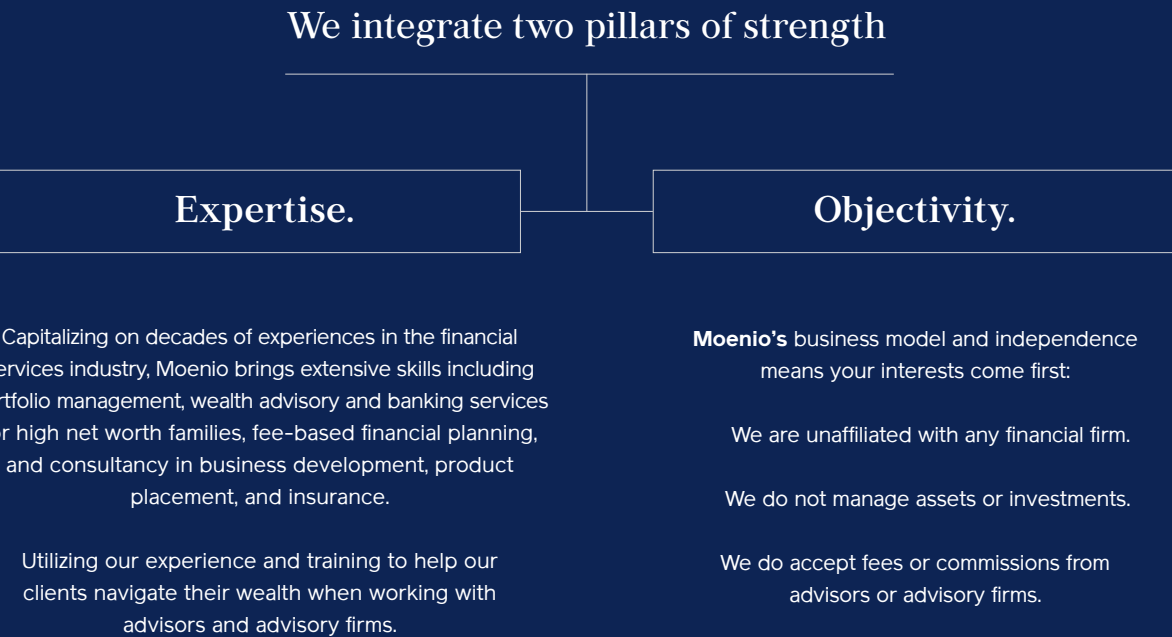 We integrate two pillars of strength
Expertise.
Objectivity.
Capitalizing on decades of experiences in the financial
industry, Moenio brings extensive skills including
management, wealth advisory and banking services
high net worth families, fee-based financial planning,
and consultancy in business development, product
placement, and insurance.
Utilizing our experience and training to help our
clients navigate their wealth when working with
advisors and advisory firms.
Moenio’s business model and independence
means your interests come first:
We are unaffiliated with any financial firm.
We do not manage assets or investments.
We do accept fees or commissions from
advisors or advisory firms.